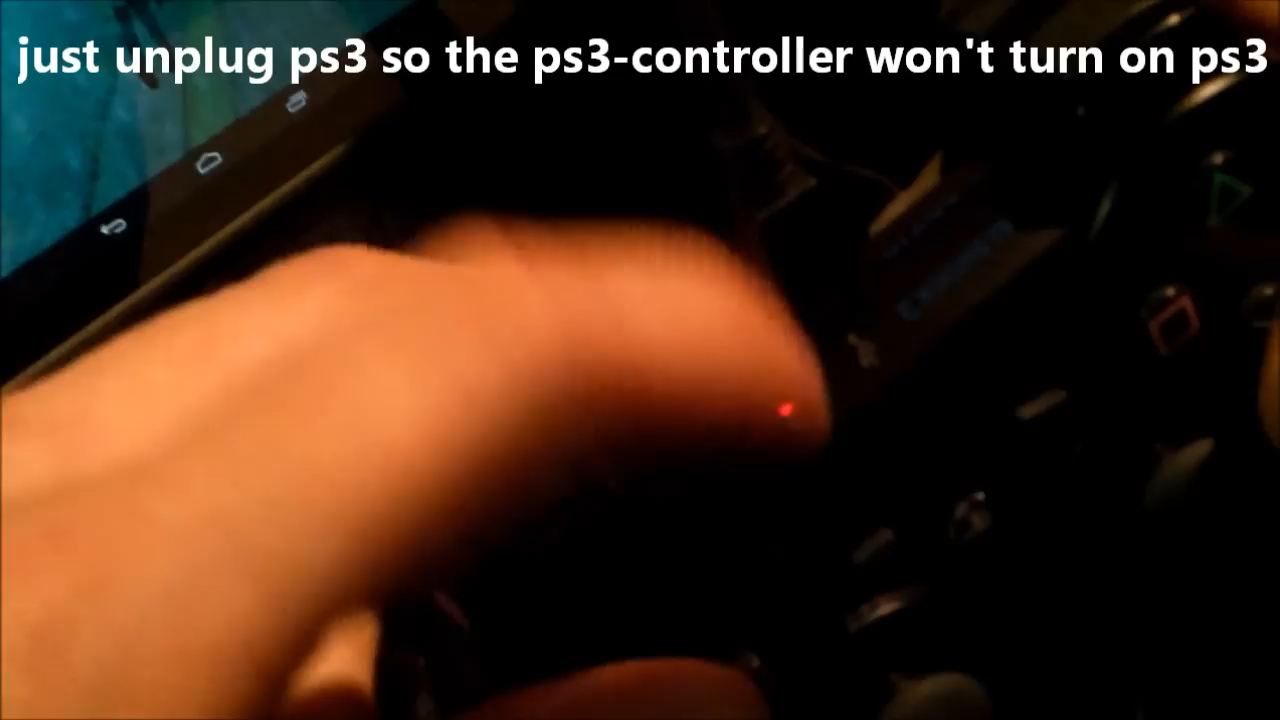 just unplug ps3 so the ps3-controller won't turn on ps3